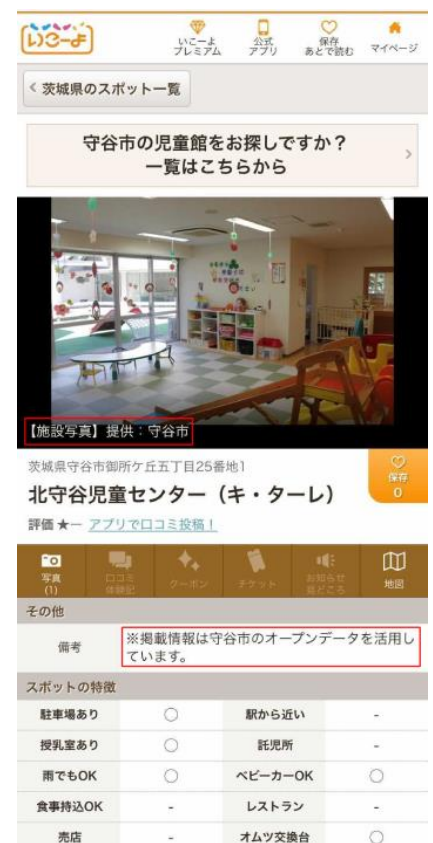 いこーよ
いこーよ
プレミアム
公式
アプリ
保存
あとで読む
マイページ
茨城県のスポット一覧
守谷市の児童館をお探しですか？
一覧はこちらから
【施設写真】提供：守谷市
茨城県守谷市御所ケ丘五丁目25番地1
北守谷児童センター（キ・ターレ）
保存
0
評価 ★ー アプリで口コミ投稿！
写真
(1)
口コミ
体験記
クーポン
チケット
お知らせ
見どころ
地図
その他
備考
※掲載情報は守谷市のオープンデータを活用し
ています。
スポットの特徴
駐車場あり ○ 駅から近い -
授乳室あり ○ 託児所 -
雨でもOK ○ ベビーカーOK ○
食事持込OK - レストラン -
売店 - オムツ交換台 ○